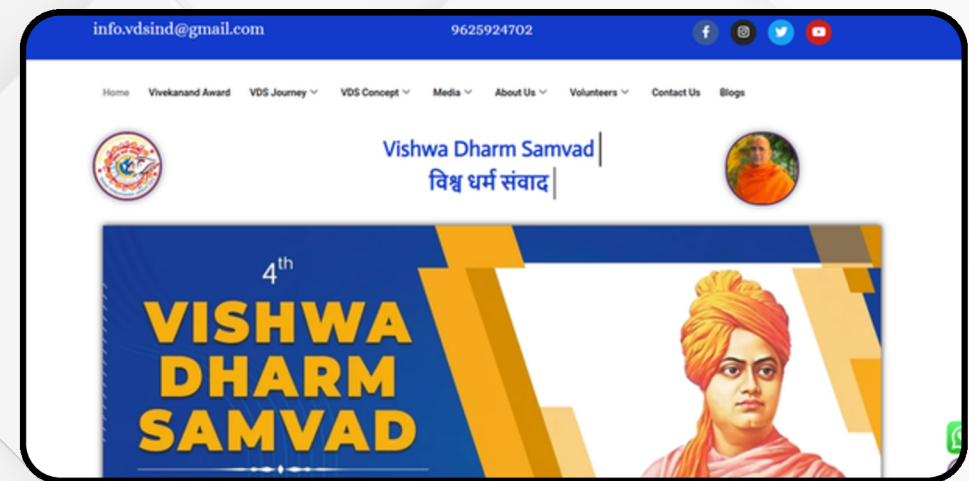 info.vdsind@gmail.com 9625924702
Home Vivekanand Award VDS Journey VDS Concept Media About Us Volunteers Contact Us Blogs
Vishwa Dharm Samvad
विश्व धर्म संवाद
4th
VISHWA
DHARM
SAMVAD